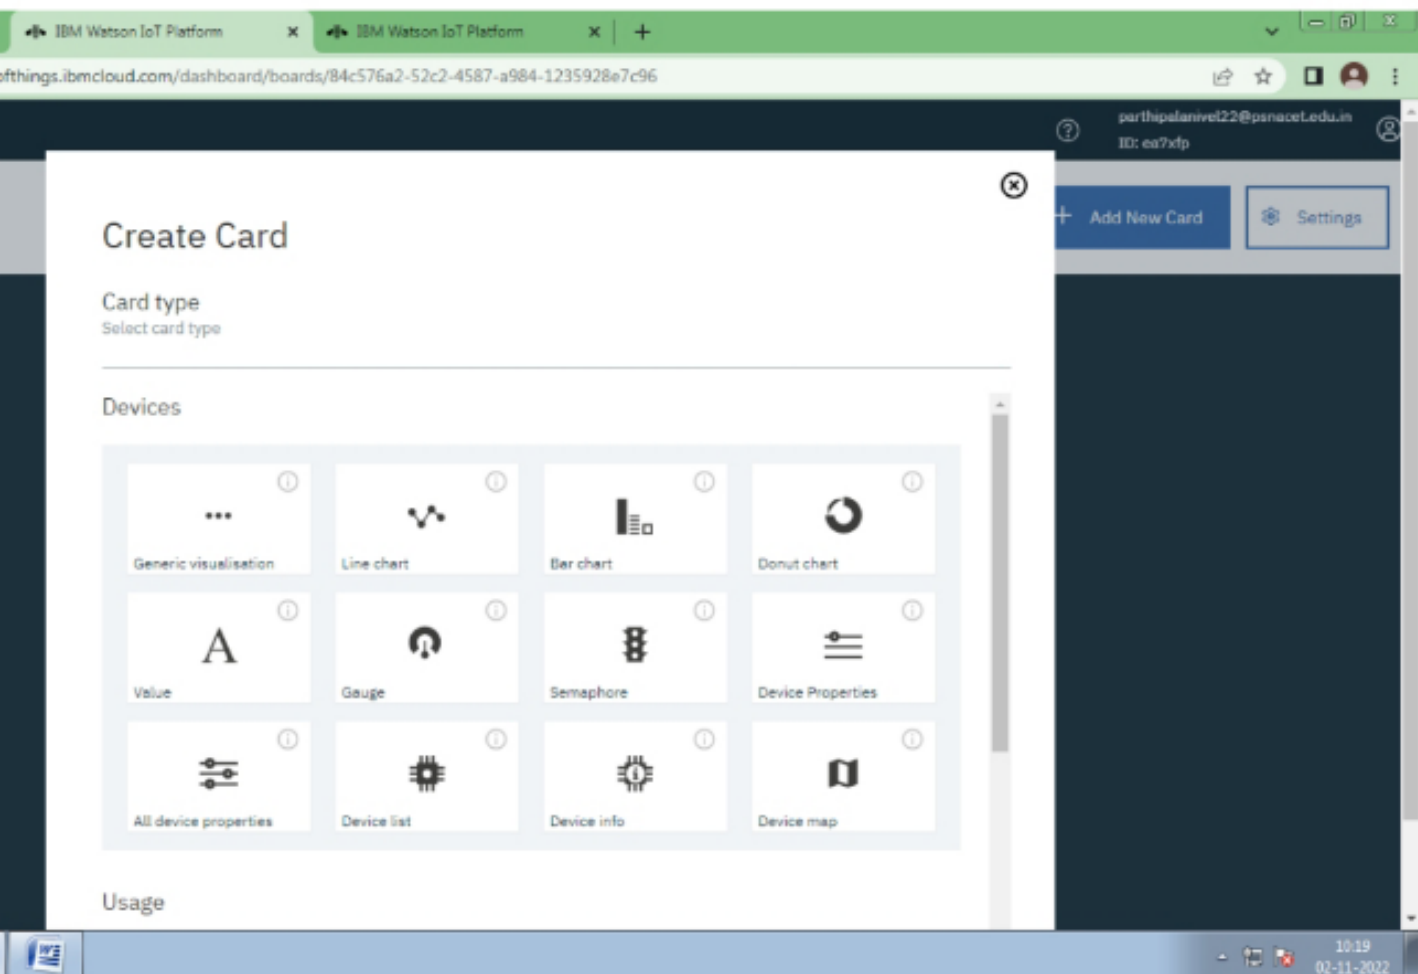 IBM Watson IoT Platform
IBM Watson IoT Platform
ofthings.ibmcloud.com/dashboard/boards/84c576a2-52c2-4587-a984-1235928e7c96
parthipalanivel22@psnacet.edu.in
ID: ea7xfp
Create Card
Add New Card
Settings
Card type
Select card type
Devices
Generic visualisation
Line chart
Bar chart
Donut chart
A
Value
Gauge
Semaphore
Device Properties
All device properties
Device list
Device info
Device map
Usage
10:19
02-11-2022